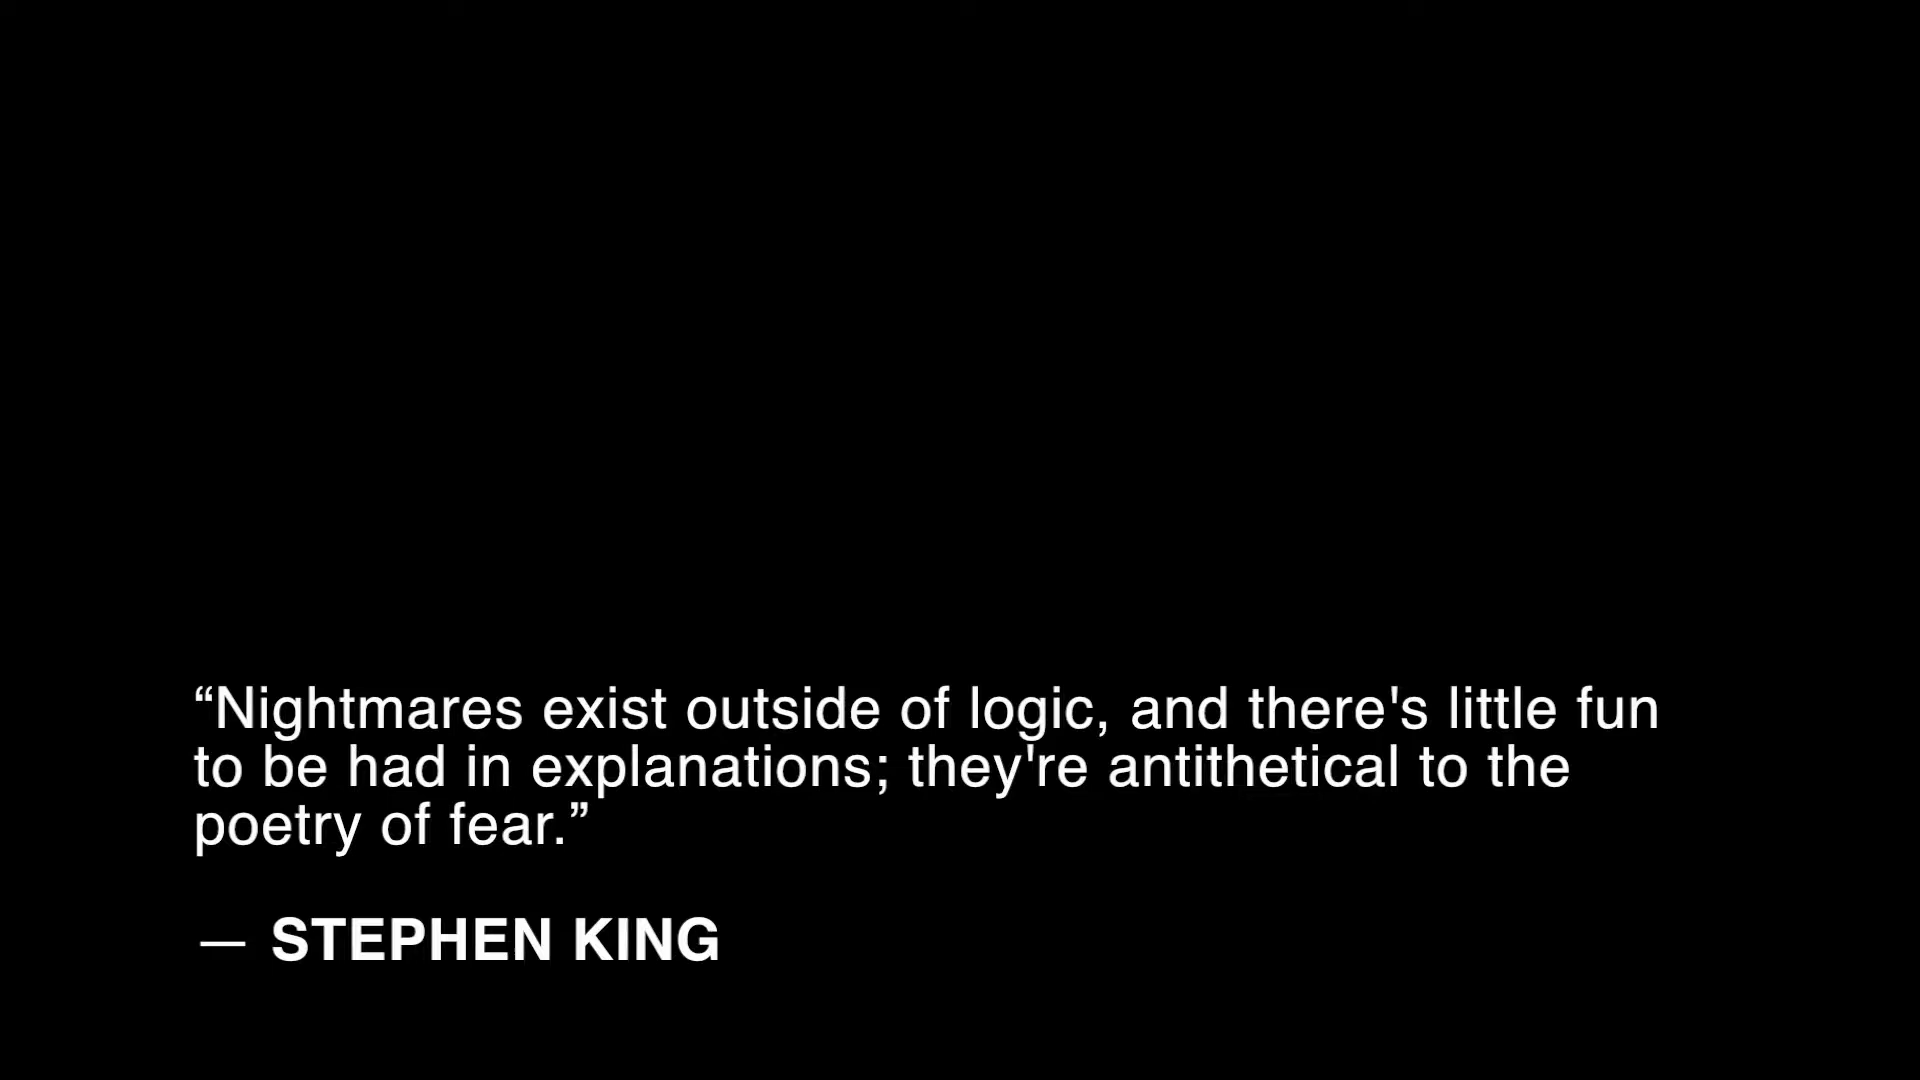 “Nightmares exist outside of logic, and there's little fun
to be had in explanations; they're antithetical to the
poetry of fear.”
— STEPHEN KING